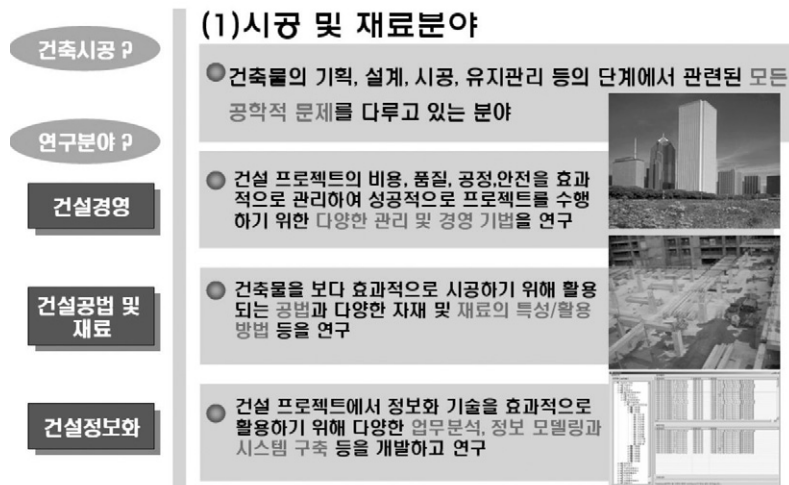 (1)시공 및 재료분야
건축시공 ?
건축물의 기획, 설계, 시공, 유지관리 등의 단계에서 관련된 모든
공학적 문제를 다루고 있는 분야
연구분야 ?
건설경영
건설 프로젝트의 비용, 품질, 공정,안전을 효과
적으로 관리하여 성공적으로 프로젝트를 수행
하기 위한 다양한 관리 및 경영 기법을 연구
건설공법 및
재료
건축물을 보다 효과적으로 시공하기 위해 활용
되는 공법과 다양한 자재 및 재료의 특성/활용
방법 등을 연구
건설정보화
건설 프로젝트에서 정보화 기술을 효과적으로
활용하기 위해 다양한 업무분석, 정보 모델링과
시스템 구축 등을 개발하고 연구